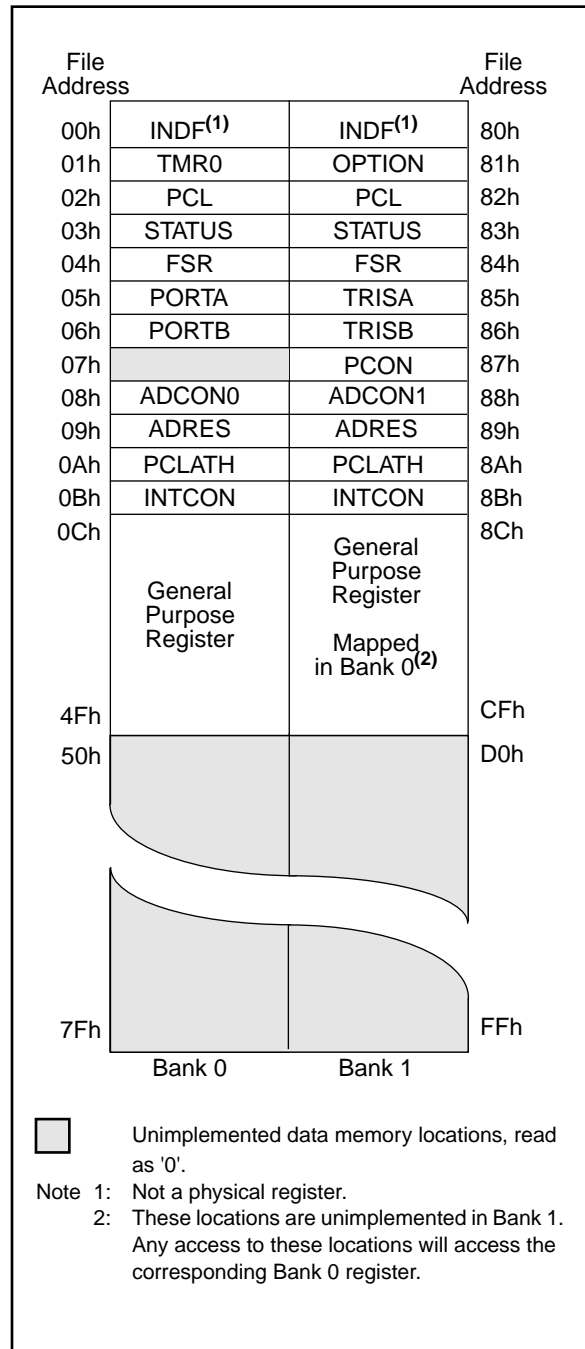 File Address File Address
00h INDF(1) INDF(1) 80h
01h TMR0 OPTION 81h
02h PCL PCL 82h
03h STATUS STATUS 83h
04h FSR FSR 84h
05h PORTA TRISA 85h
06h PORTB TRISB 86h
07h PCON 87h
08h ADCON0 ADCON1 88h
09h ADRES ADRES 89h
0Ah PCLATH PCLATH 8Ah
0Bh INTCON INTCON 8Bh
0Ch 8Ch
General
Purpose
Register
General
Purpose
Register
Mapped
in Bank 0(2)
4Fh CFh
50h D0h
7Fh FFh
Bank 0 Bank 1
Unimplemented data memory locations, read
as '0'.
Note 1: Not a physical register.
2: These locations are unimplemented in Bank 1.
Any access to these locations will access the
corresponding Bank 0 register.